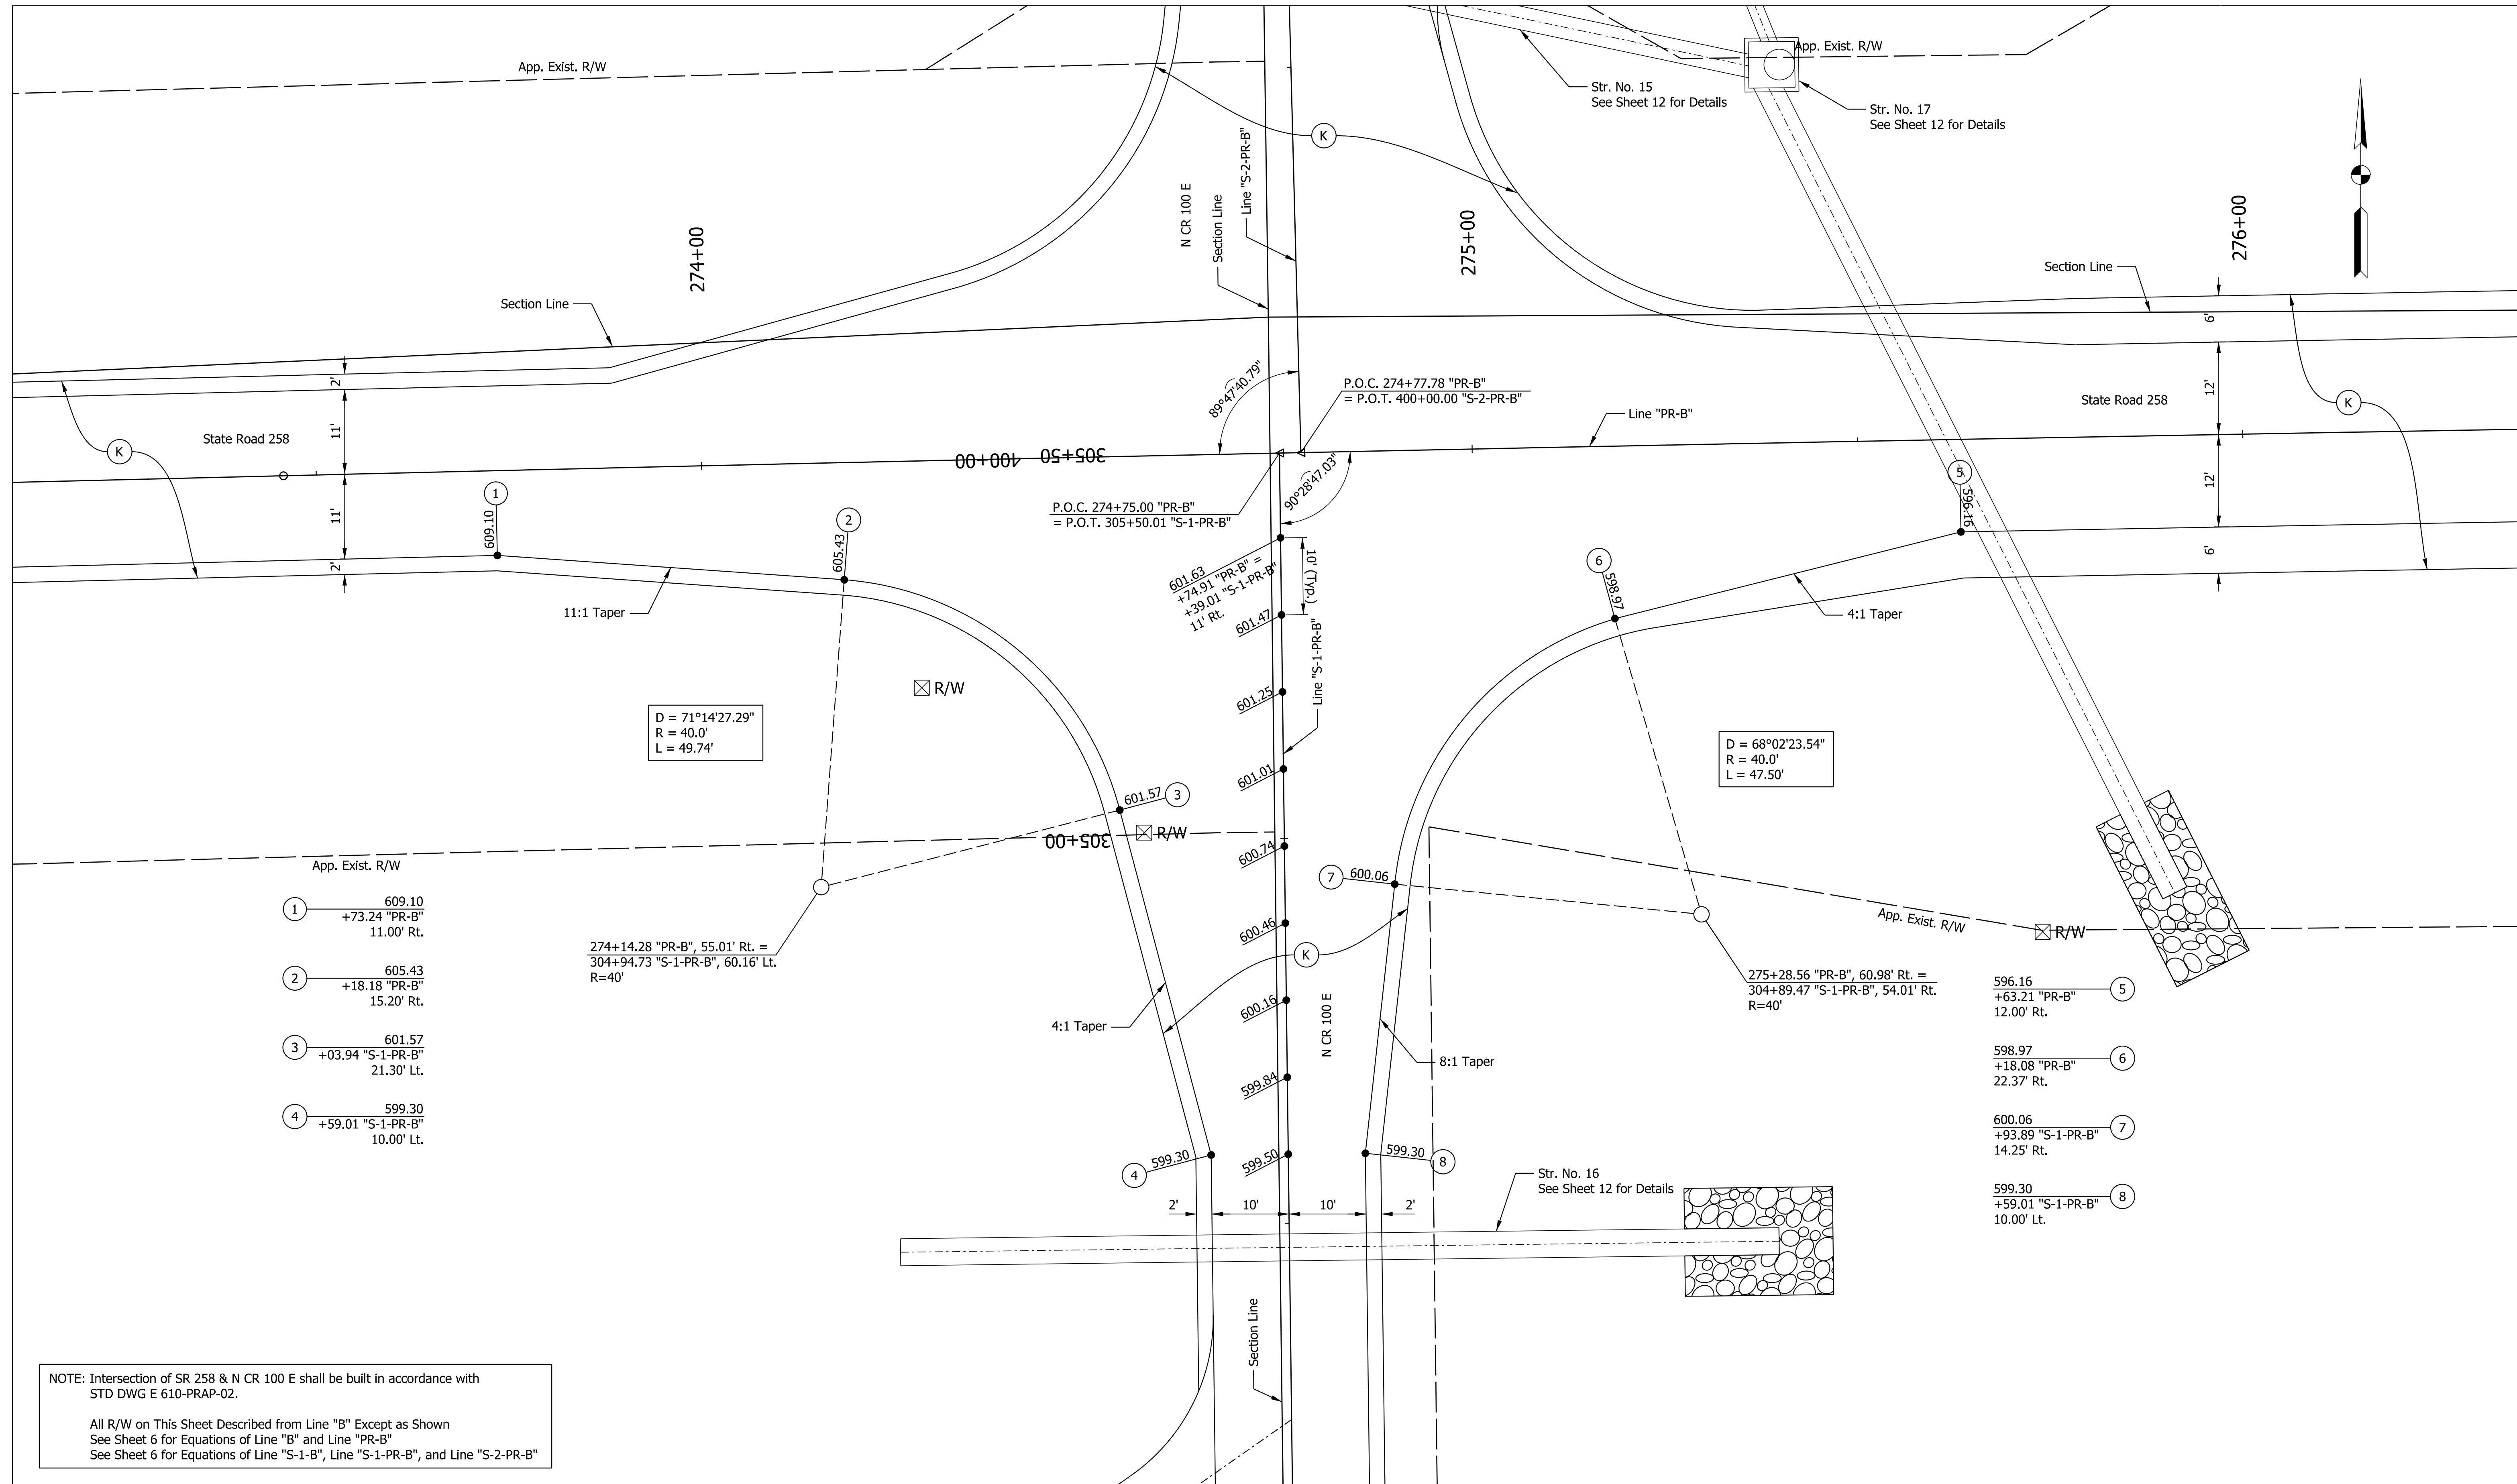 App. Exist. R/W
App. Exist. R/W
Str. No. 15
See Sheet 12 for Details
Str. No. 17
See Sheet 12 for Details
K
N CR 100 E
Section Line
Line "S-2-PR-B"
274+00
275+00
276+00
Section Line
Section Line
6'
2'
89°47'40.79"
P.O.C. 274+77.78 "PR-B"
= P.O.T. 400+00.00 "S-2-PR-B"
12'
State Road 258
K
Line "PR-B"
11'
State Road 258
K
400+00
305+50
90°28'47.03"
5
596.16
12'
1
609.10
2
605.43
11'
P.O.C. 274+75.00 "PR-B"
= P.O.T. 305+50.01 "S-1-PR-B"
6'
2'
601.63
+74.91 "PR-B" =
+39.01 "S-1-PR-B"
11' Rt.
10' (Typ.)
6
598.97
11:1 Taper
4:1 Taper
601.47
Line "S-1-PR-B"
R/W
601.25
D = 71°14'27.29"
R = 40.0'
L = 49.74'
D = 68°02'23.54"
R = 40.0'
L = 47.50'
601.01
601.57
3
305+00
R/W
600.74
App. Exist. R/W
7
600.06
600.46
App. Exist. R/W
R/W
1
609.10
+73.24 "PR-B"
11.00' Rt.
2
605.43
+18.18 "PR-B"
15.20' Rt.
3
601.57
+03.94 "S-1-PR-B"
21.30' Lt.
4
599.30
+59.01 "S-1-PR-B"
10.00' Lt.
274+14.28 "PR-B", 55.01' Rt. =
304+94.73 "S-1-PR-B", 60.16' Lt.
R=40'
K
275+28.56 "PR-B", 60.98' Rt. =
304+89.47 "S-1-PR-B", 54.01' Rt.
R=40'
596.16
+63.21 "PR-B"
12.00' Rt.
5
598.97
+18.08 "PR-B"
22.37' Rt.
6
600.06
+93.89 "S-1-PR-B"
14.25' Rt.
7
599.30
+59.01 "S-1-PR-B"
10.00' Lt.
8
600.16
4:1 Taper
N CR 100 E
8:1 Taper
599.84
4
599.30
599.50
599.30
8
2'
10'
10'
2'
Str. No. 16
See Sheet 12 for Details
Section Line
NOTE: Intersection of SR 258 & N CR 100 E shall be built in accordance with
STD DWG E 610-PRAP-02.
All R/W on This Sheet Described from Line "B" Except as Shown
See Sheet 6 for Equations of Line "B" and Line "PR-B"
See Sheet 6 for Equations of Line "S-1-B", Line "S-1-PR-B", and Line "S-2-PR-B"